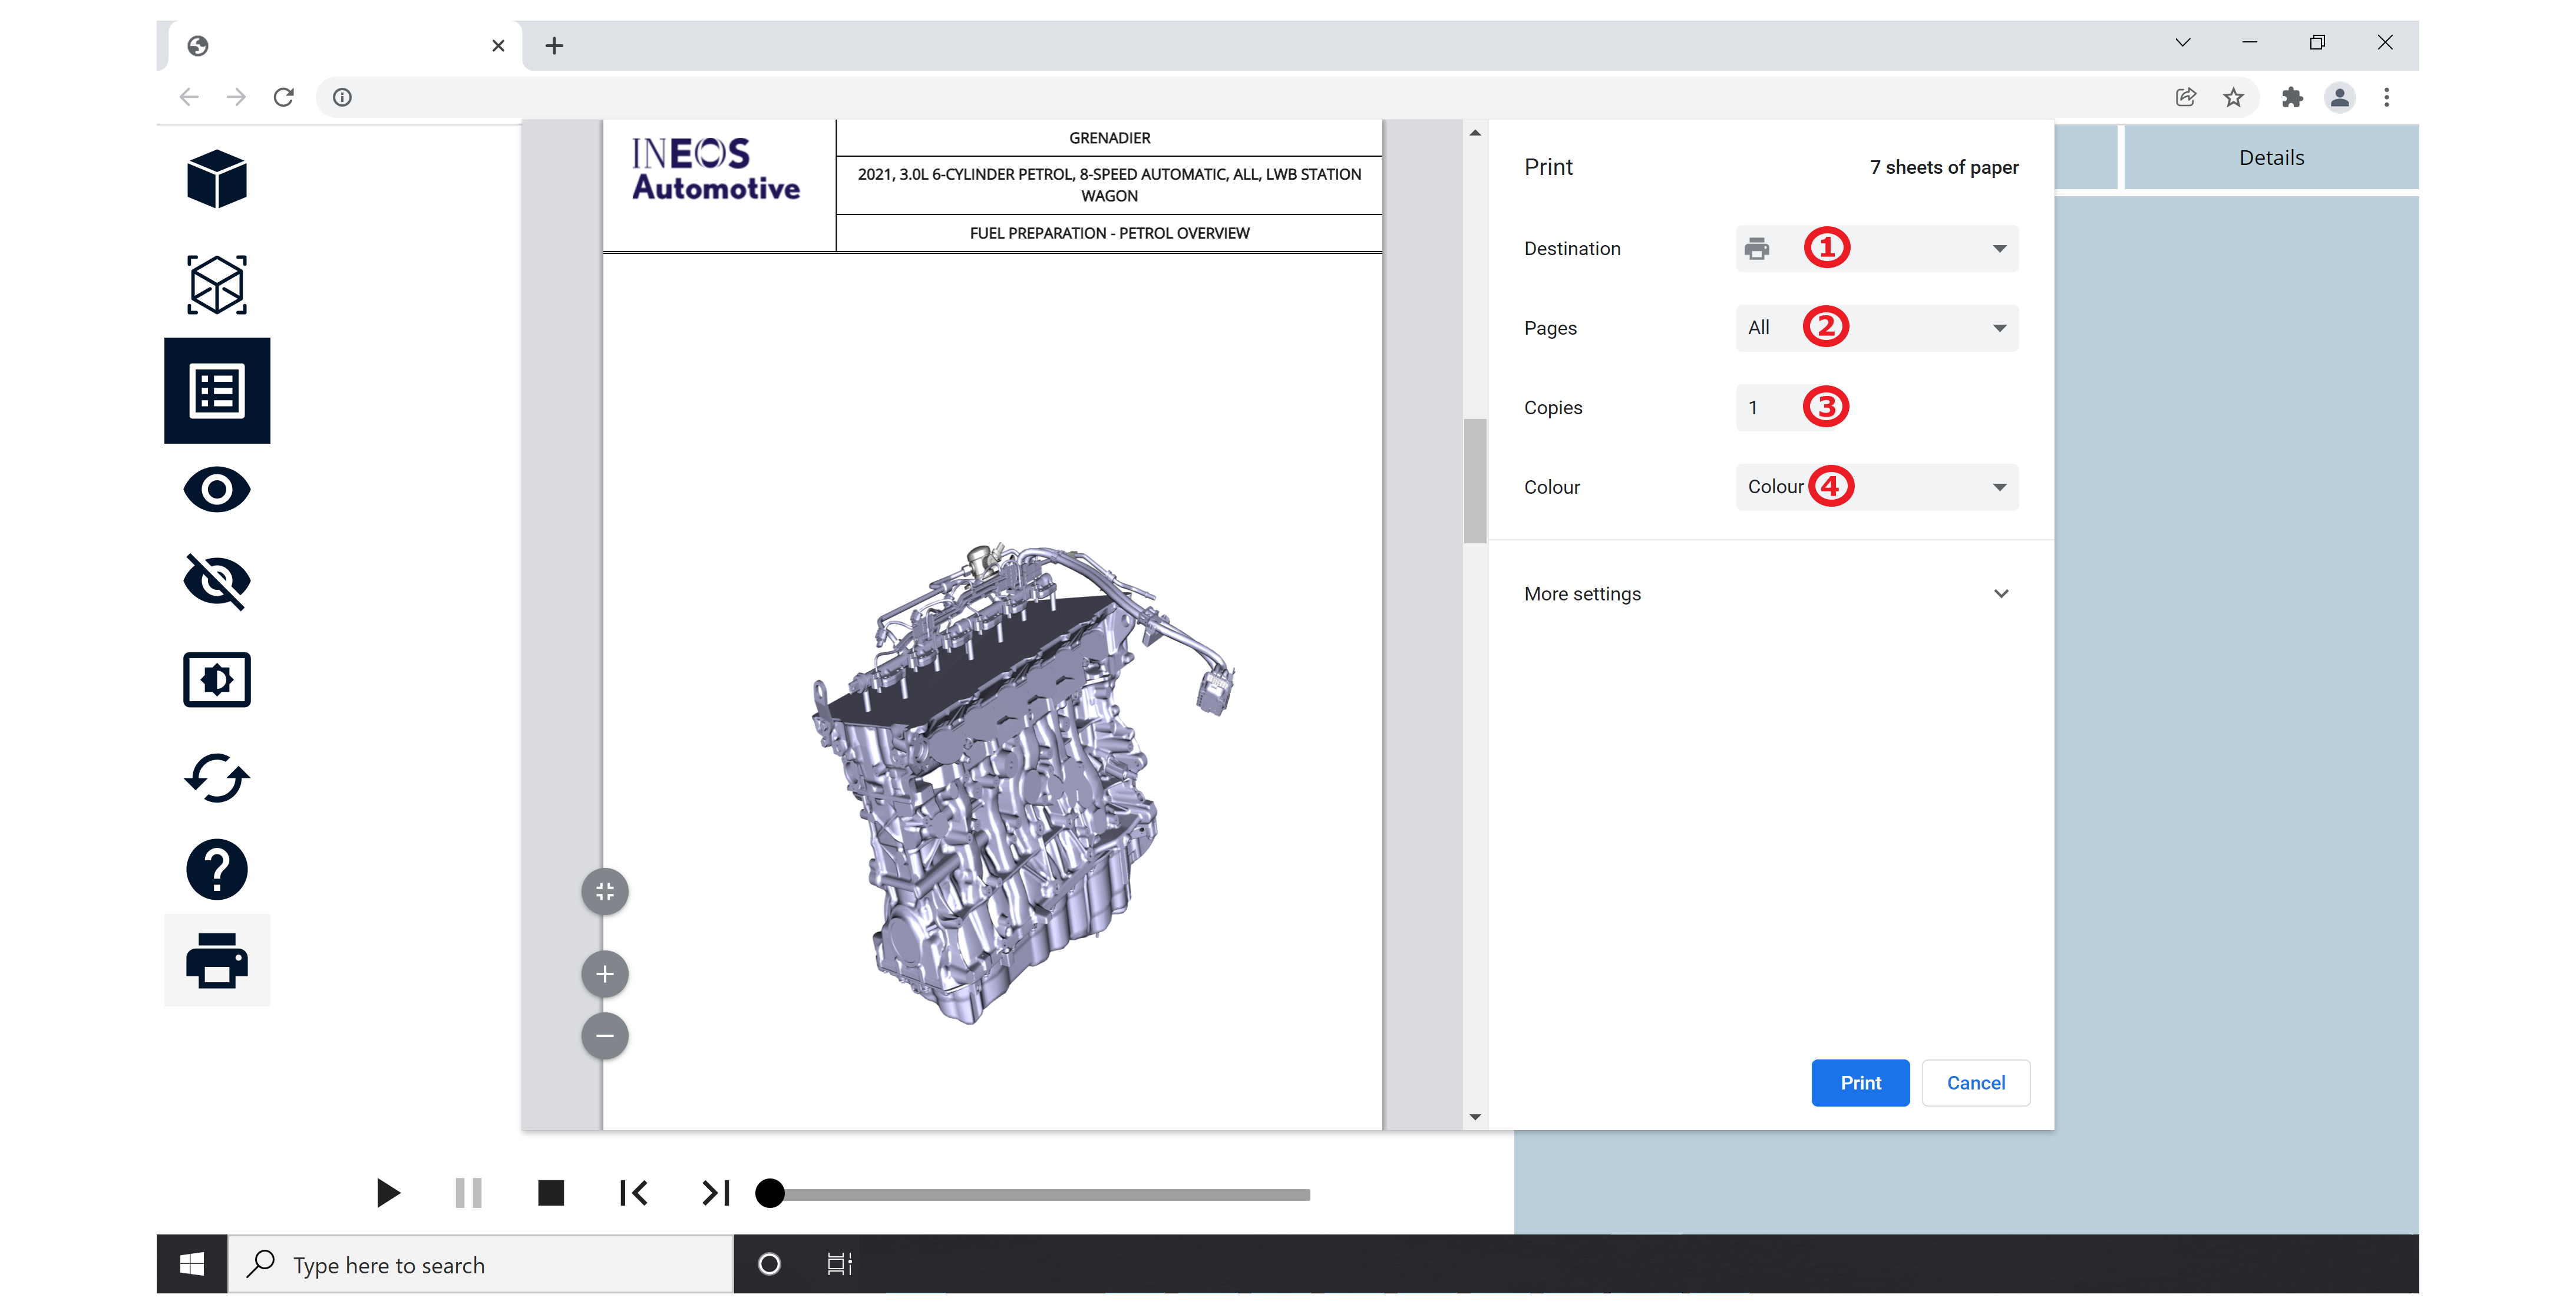 INEOS
Automotive
GRENADIER
2021, 3.0L 6-CYLINDER PETROL, 8-SPEED AUTOMATIC, ALL, LWB STATION
WAGON
FUEL PREPARATION - PETROL OVERVIEW
Print
7 sheets of paper
Destination
1
Pages
All
2
Copies
1
3
Colour
Colour
4
More settings
Print
Cancel
Details
Type here to search